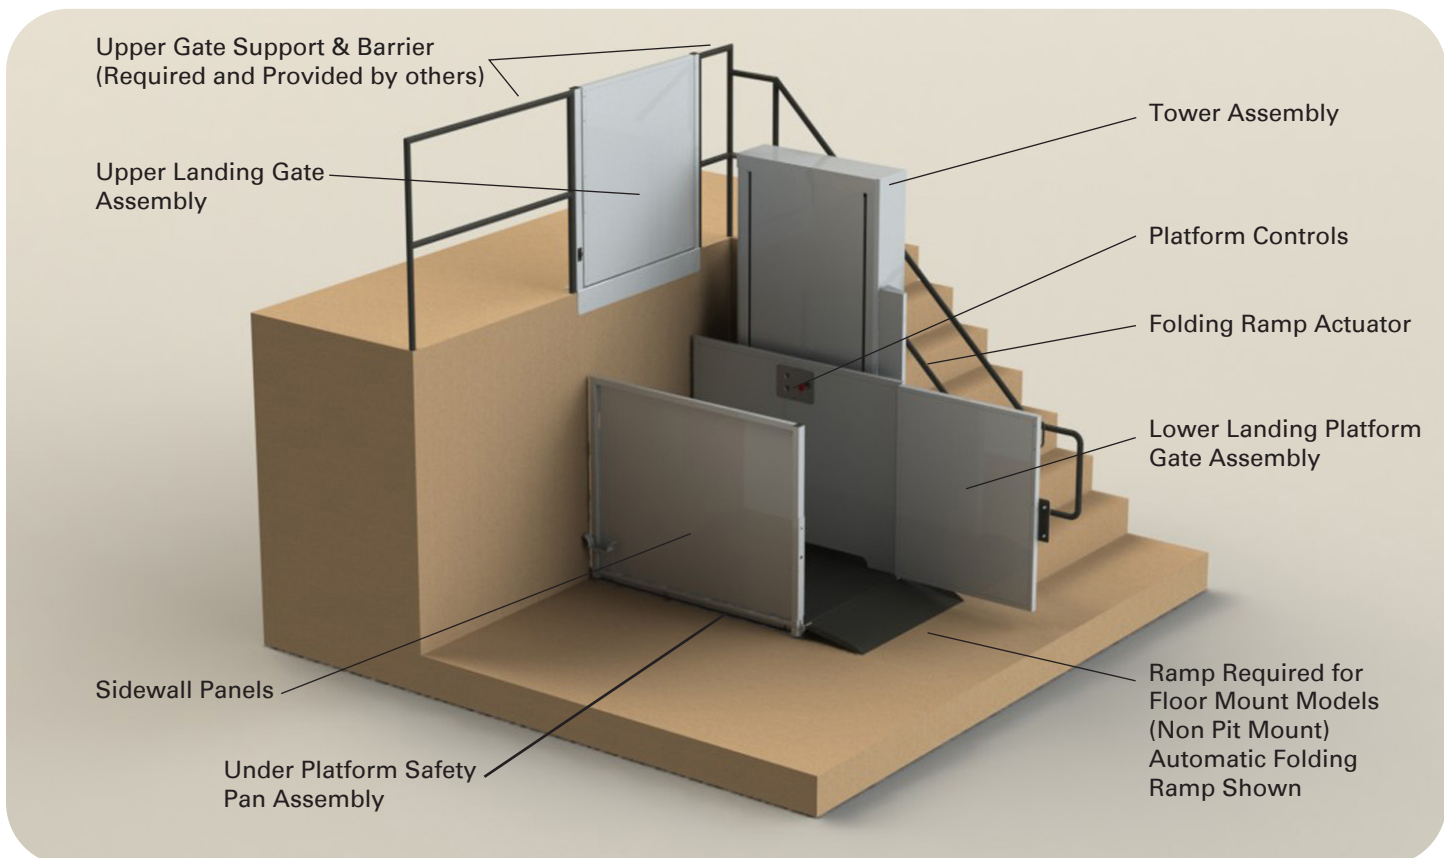 Upper Gate Support & Barrier
(Required and Provided by others)
Upper Landing Gate
Assembly
Tower Assembly
Platform Controls
Folding Ramp Actuator
Lower Landing Platform
Gate Assembly
Sidewall Panels
Under Platform Safety
Pan Assembly
Ramp Required for
Floor Mount Models
(Non Pit Mount)
Automatic Folding
Ramp Shown